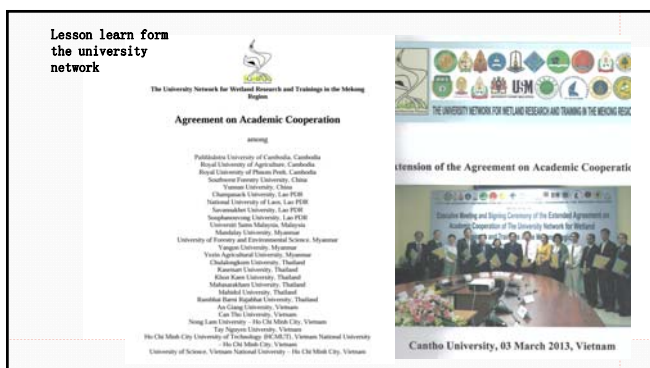 Lesson learn form
the university
network
The University Network for Wetland Research and Trainings in the Mekong
Region
Agreement on Academic Cooperation
among
Paññāsāstra University of Cambodia, Cambodia
Royal University of Agriculture, Cambodia
Royal University of Phnom Penh, Cambodia
Southwest Forestry University, China
Yunnan University, China
Champasack University, Lao PDR
National University of Laos, Lao PDR
Savannakhet University, Lao PDR
Souphanouvong University, Lao PDR
Universiti Sains Malaysia, Malaysia
Mandalay University, Myanmar
University of Forestry and Environmental Science, Myanmar
Yangon University, Myanmar
Yezin Agricultural University, Myanmar
Chulalongkorn University, Thailand
Kasetsart University, Thailand
Khon Kaen University, Thailand
Mahasarakham University, Thailand
Mahidol University, Thailand
Rambhai Barni Rajabhat University, Thailand
An Giang University, Vietnam
Can Tho University, Vietnam
Nong Lam University – Ho Chi Minh City, Vietnam
Tay Nguyen University, Vietnam
Ho Chi Minh City University of Technology (HCMUT), Vietnam National University
– Ho Chi Minh City, Vietnam
University of Science, Vietnam National University – Ho Chi Minh City, Vietnam
USM
THE UNIVERSITY NETWORK FOR WETLAND RESEARCH AND TRAINING IN THE MEKONG REGIO
xtension of the Agreement on Academic Cooperatio
Executive Meeting and Signing Ceremony of the Extended Agreement on
Academic Cooperation of The University Network for Wetland
Cantho University, 03 March 2013, Vietnam